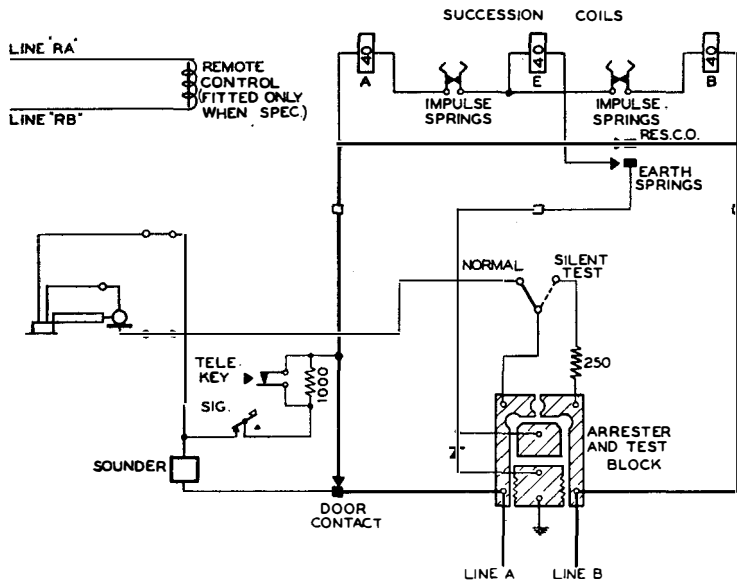 SUCCESSION COILS
LINE "RA"
REMOTE
CONTROL
(FITTED ONLY
WHEN SPEC.)
LINE "RB"
40
A
40
E
40
B
IMPULSE
SPRINGS
IMPULSE.
SPRINGS
RES.C.O.
EARTH
SPRINGS
NORMAL
SILENT
TEST
TELE.
KEY
1000
250
SIG.
SOUNDER
ARRESTER
AND TEST
BLOCK
DOOR
CONTACT
LINE A
LINE B